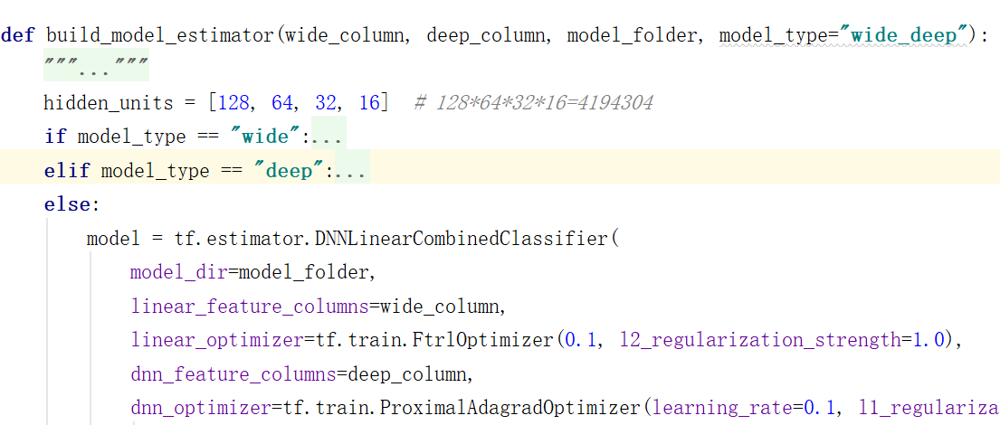 def build_model_estimator(wide_column, deep_column, model_folder, model_type="wide_deep"):
"""..."""
hidden_units = [128, 64, 32, 16]  # 128*64*32*16=4194304
if model_type == "wide":...
elif model_type == "deep":...
else:
model = tf.estimator.DNNLinearCombinedClassifier(
model_dir=model_folder,
linear_feature_columns=wide_column,
linear_optimizer=tf.train.FtrlOptimizer(0.1, l2_regularization_strength=1.0),
dnn_feature_columns=deep_column,
dnn_optimizer=tf.train.ProximalAdagradOptimizer(learning_rate=0.1, l1_regulariza